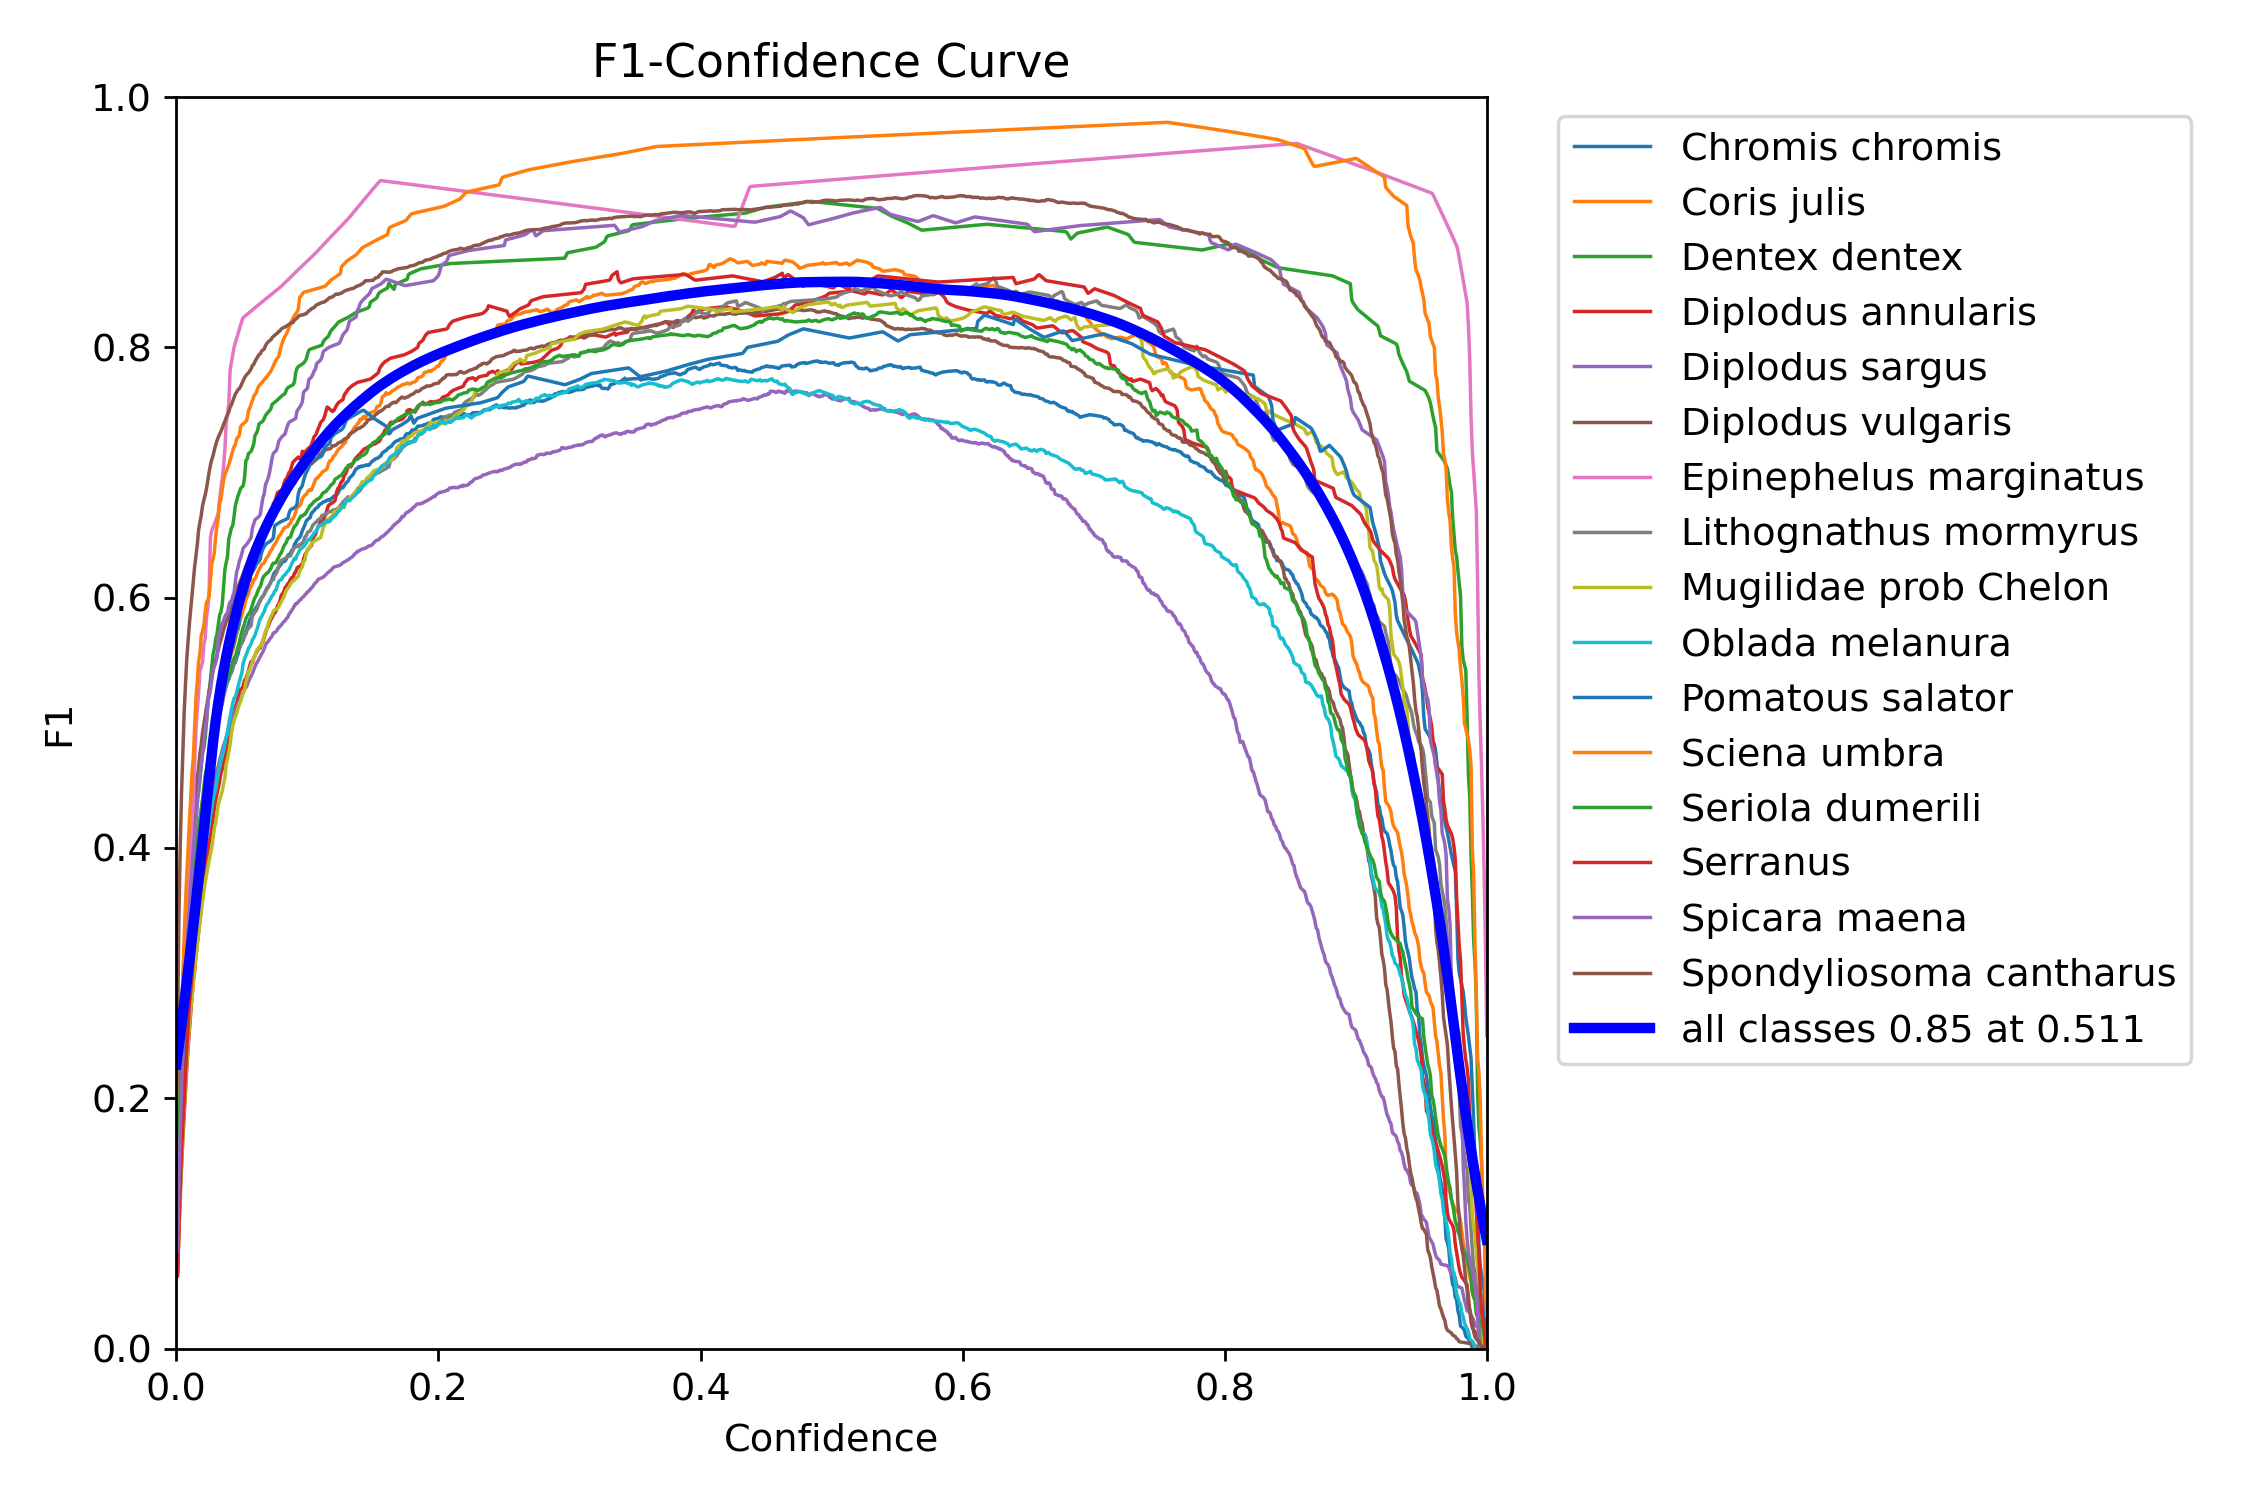 F1-Confidence Curve
1.0
0.8
0.6
0.4
0.2
0.0
F1
0.0 0.2 0.4 0.6 0.8 1.0
Confidence
Chromis chromis
Coris julis
Dentex dentex
Diplodus annularis
Diplodus sargus
Diplodus vulgaris
Epinephelus marginatus
Lithognathus mormyrus
Mugilidae prob Chelon
Oblada melanura
Pomatous salator
Sciena umbra
Seriola dumerili
Serranus
Spicara maena
Spondyliosoma cantharus
all classes 0.85 at 0.511